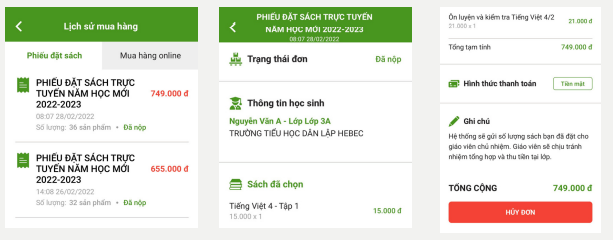 Lịch sử mua hàng
Phiếu đặt sách
Mua hàng online
PHIẾU ĐẶT SÁCH TRỰC
TUYẾN NĂM HỌC MỚI
2022-2023
749.000 đ
08:07 28/02/2022
Số lượng: 36 sản phẩm • Đã nộp
PHIẾU ĐẶT SÁCH TRỰC
TUYẾN NĂM HỌC MỚI
2022-2023
655.000 đ
14:08 26/02/2022
Số lượng: 32 sản phẩm • Đã nộp
PHIẾU ĐẶT SÁCH TRỰC TUYẾN
NĂM HỌC MỚI 2022-2023
08:07 28/02/2022
Trạng thái đơn
Đã nộp
Thông tin học sinh
Nguyễn Văn A - Lớp Lớp 3A
TRƯỜNG TIỂU HỌC DÂN LẬP HEBEC
Sách đã chọn
Tiếng Việt 4 - Tập 1
15.000 x 1
15.000 đ
Ôn luyện và kiểm tra Tiếng Việt 4/2
21.000 x 1
21.000 đ
Tổng tạm tính
749.000 đ
Hình thức thanh toán
Tiền mặt
Ghi chú
Hệ thống sẽ gửi số lượng sách bạn đã đặt cho
giáo viên chủ nhiệm. Giáo viên sẽ chịu tránh
nhiệm tổng hợp và thu tiền tại lớp.
TỔNG CỘNG
749.000 đ
HỦY ĐƠN